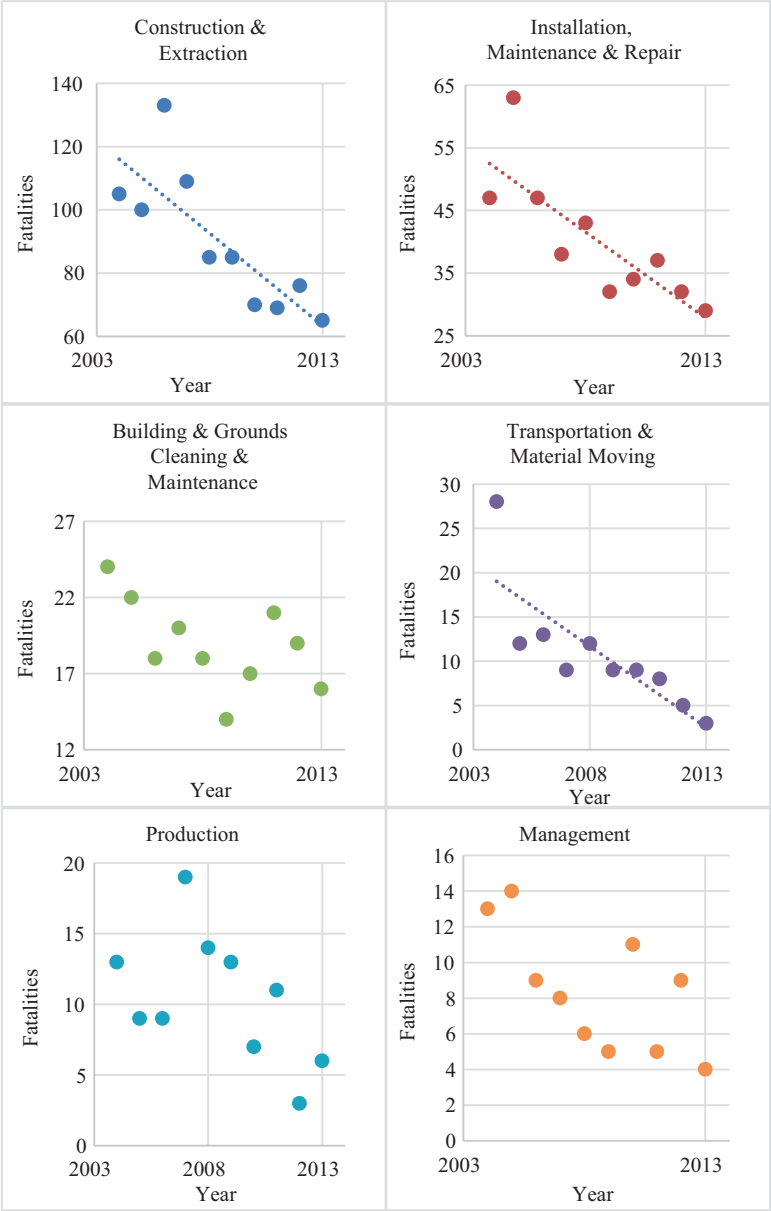 Construction &
Extraction
140
120
100
80
60
Fatalities
2003
2013
Year
Installation,
Maintenance & Repair
65
55
45
35
25
Fatalities
2003
2013
Year
Building & Grounds
Cleaning &
Maintenance
27
22
17
12
Fatalities
2003
2013
Year
Transportation &
Material Moving
30
25
20
15
10
5
0
Fatalities
2003
2008
2013
Year
Production
20
15
10
5
0
Fatalities
2003
2008
2013
Year
Management
16
14
12
10
8
6
4
2
0
Fatalities
2003
2013
Year